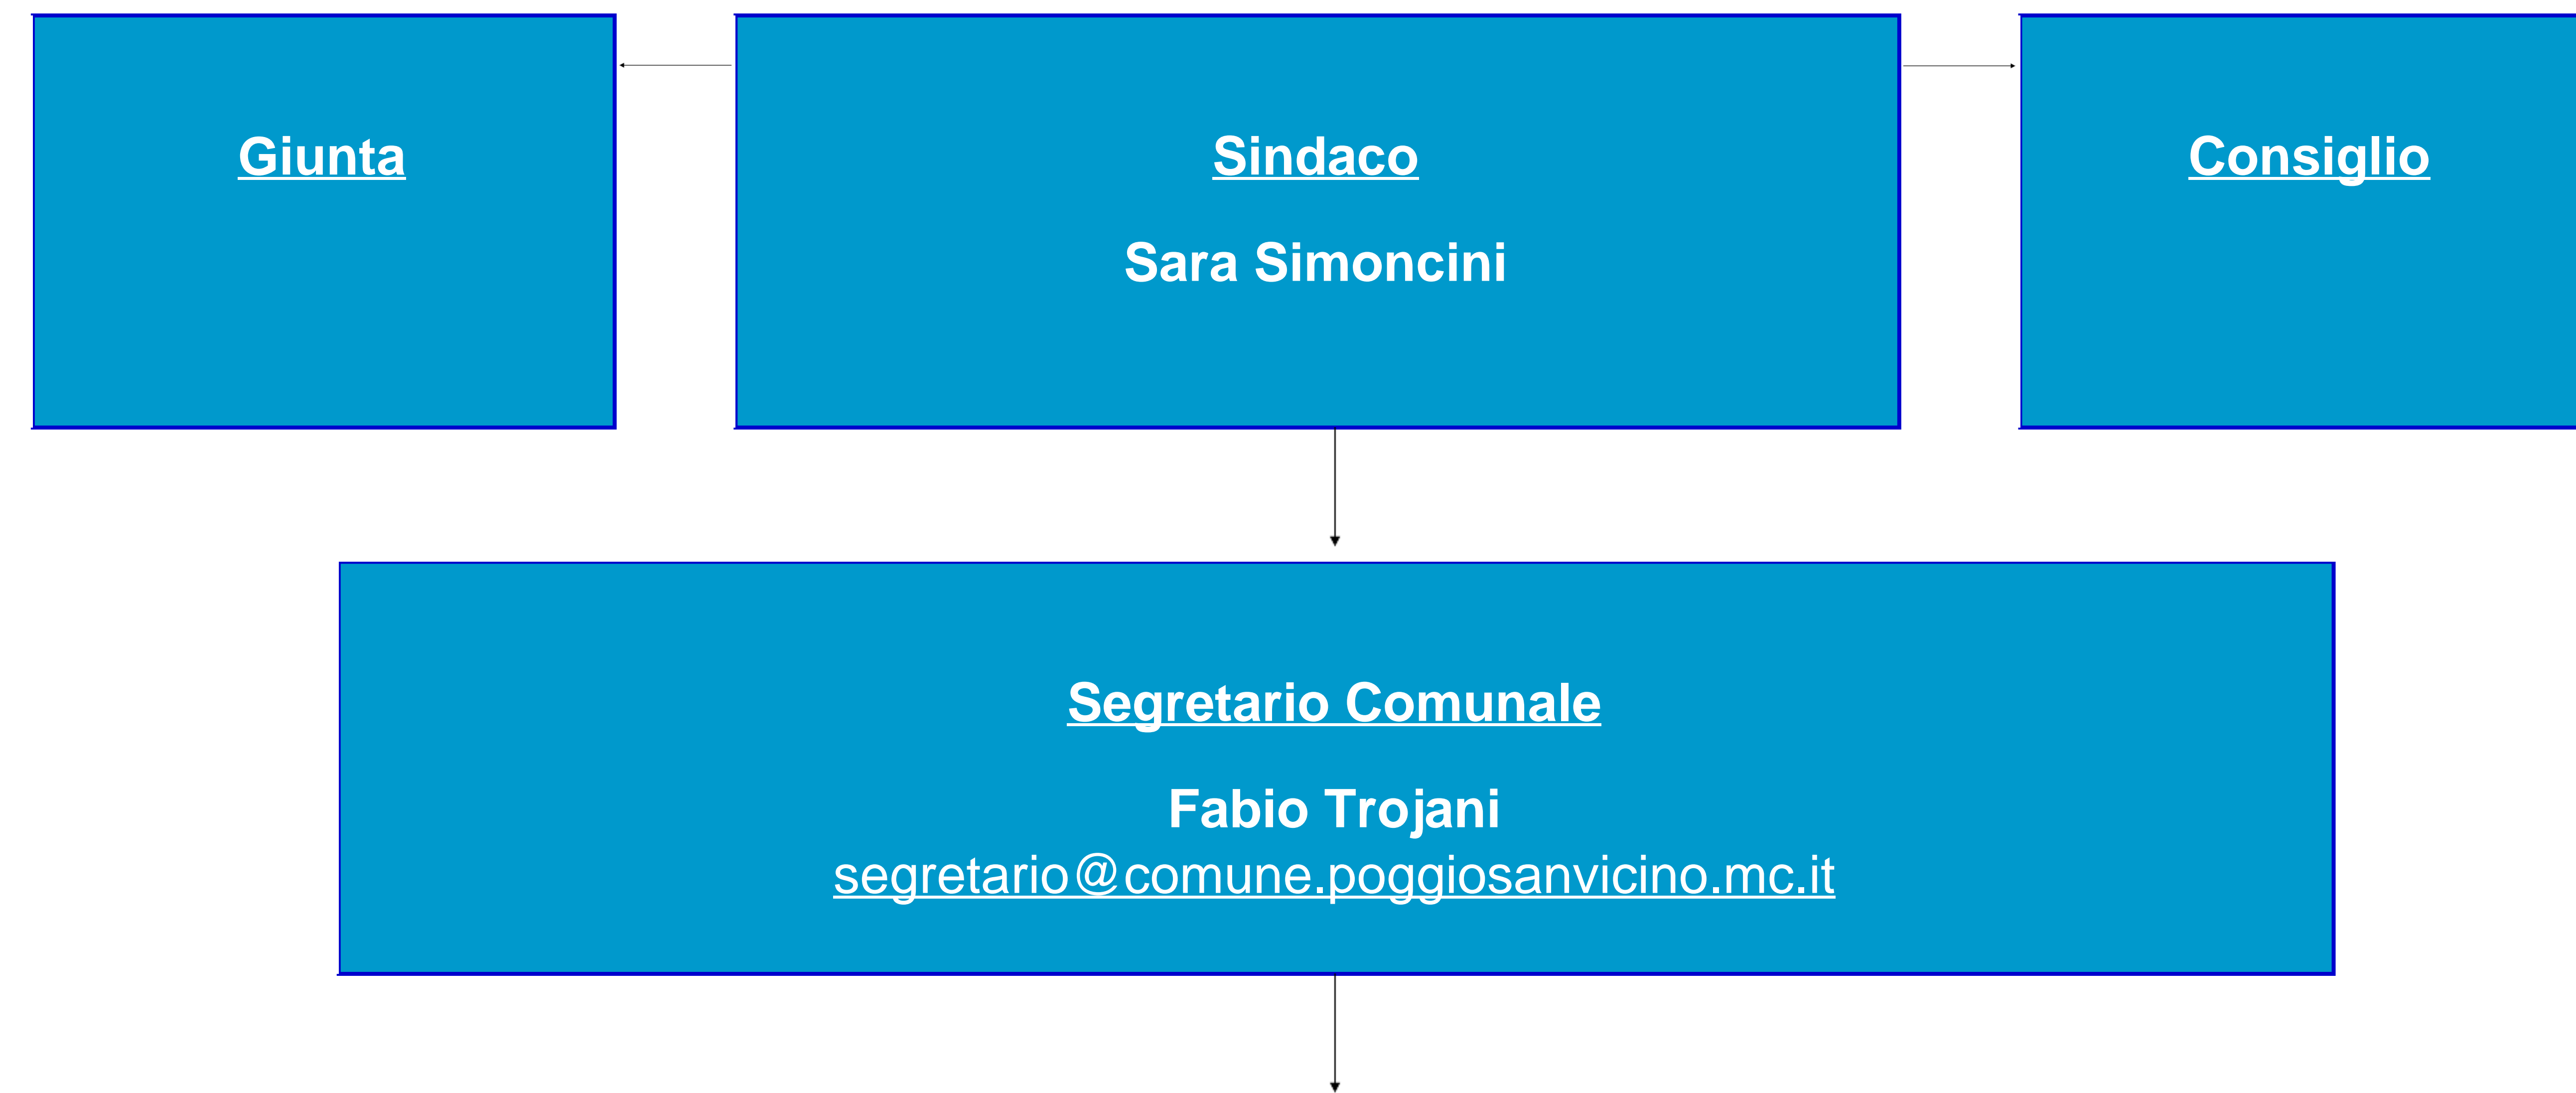 Giunta
Sindaco
Sara Simoncini
Consiglio
Segretario Comunale
Fabio Trojani
segretario@comune.poggiosanvicino.mc.it